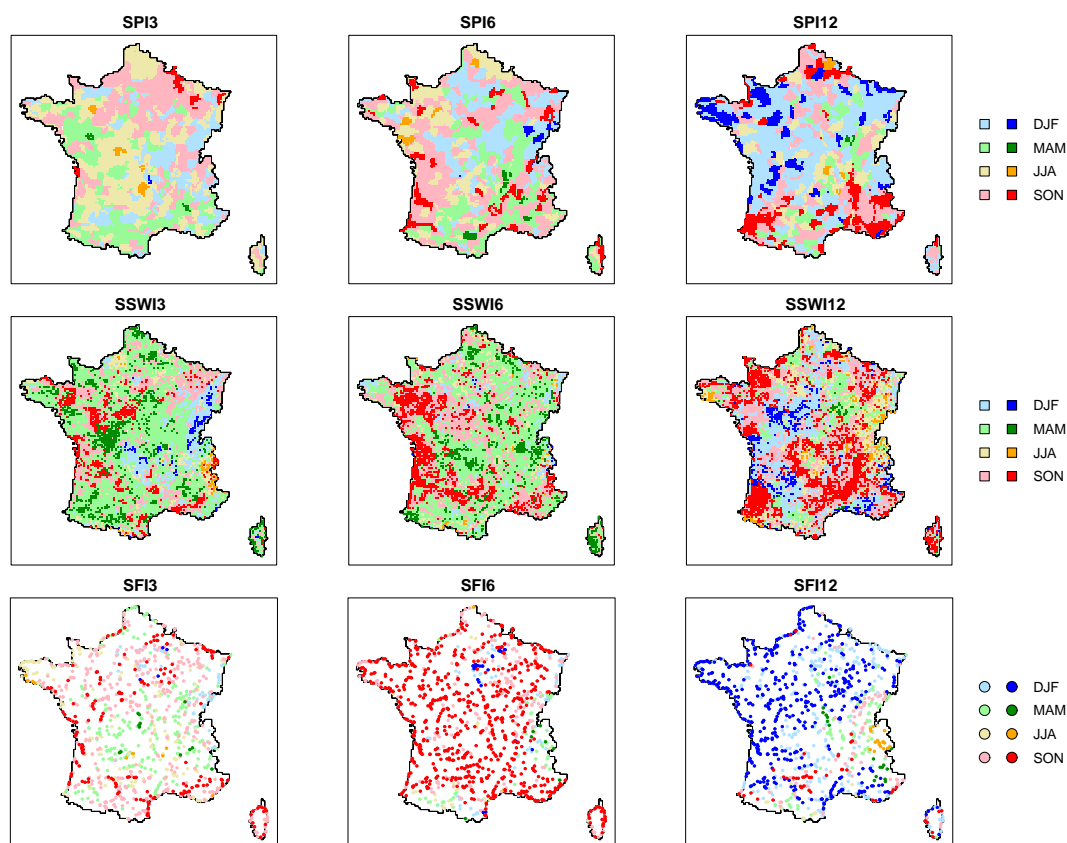 SPI3 SPI6 SPI12
DJF
MAM
JJA
SON
SSWI3 SSWI6 SSWI12
DJF
MAM
JJA
SON
SFI3 SFI6 SFI12
DJF
MAM
JJA
SON